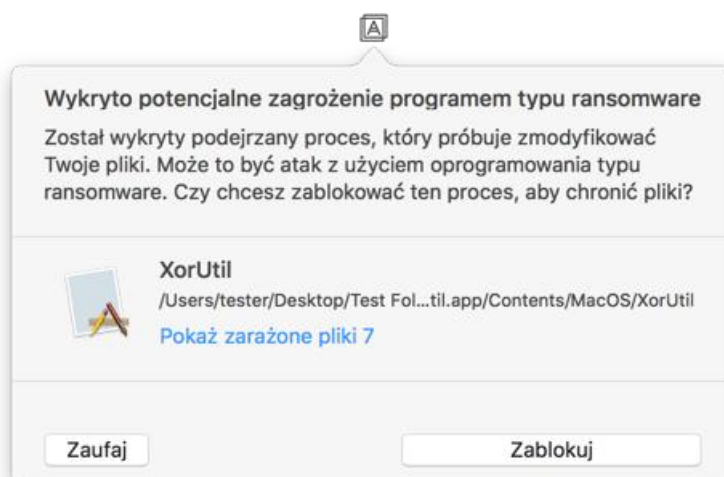 Wykryto potencjalne zagrożenie programem typu ransomware
Został wykryty podejrzany proces, który próbuje zmodyfikować
Twoje pliki. Może to być atak z użyciem oprogramowania typu
ransomware. Czy chcesz zablokować ten proces, aby chronić pliki?
XorUtil
/Users/tester/Desktop/Test Fol...til.app/Contents/MacOS/XorUtil
Pokaż zarażone pliki 7
Zaufaj
Zablokuj